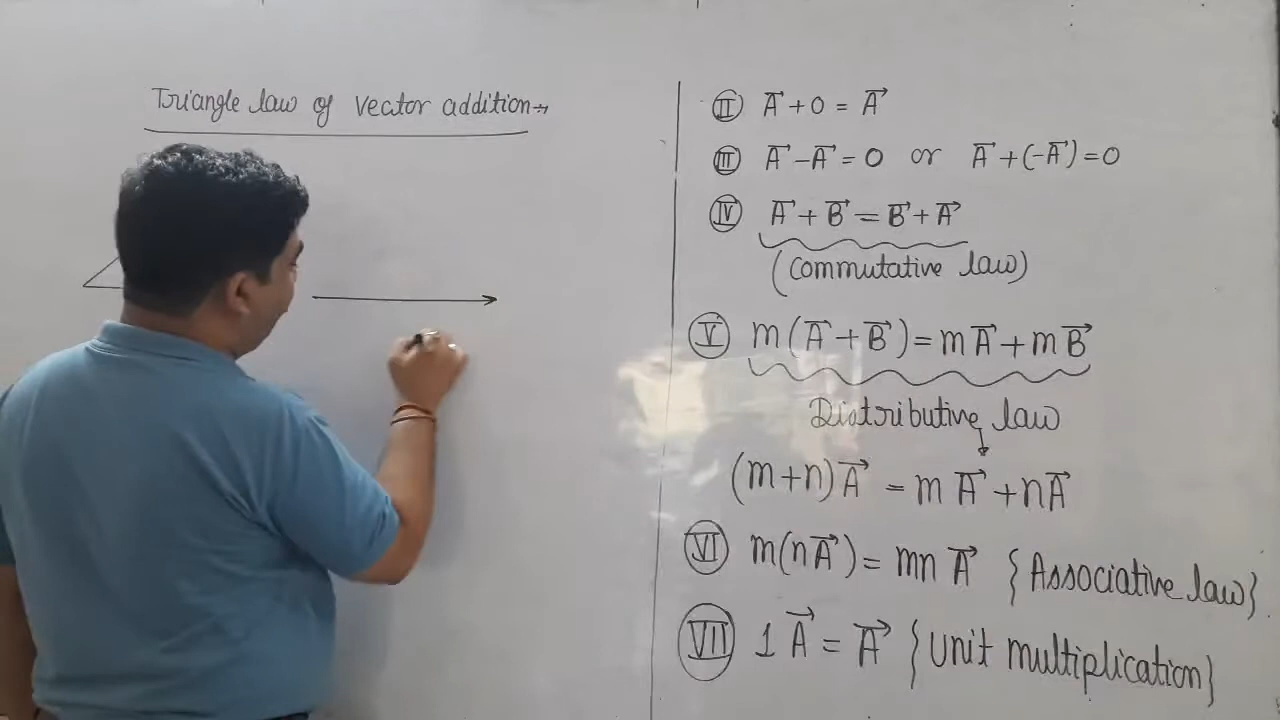 Triangle law of vector addition→
II A⃗ + 0 = A⃗
III A⃗ - A⃗ = 0 or A⃗ + (-A⃗) = 0
IV A⃗ + B⃗ = B⃗ + A⃗
(Commutative law)
V m(A⃗ + B⃗) = mA⃗ + mB⃗
Distributive law
(m+n)A⃗ = mA⃗ + nA⃗
VI m(nA⃗) = mn A⃗ {Associative law}
VII 1 A⃗ = A⃗ {unit multiplication}